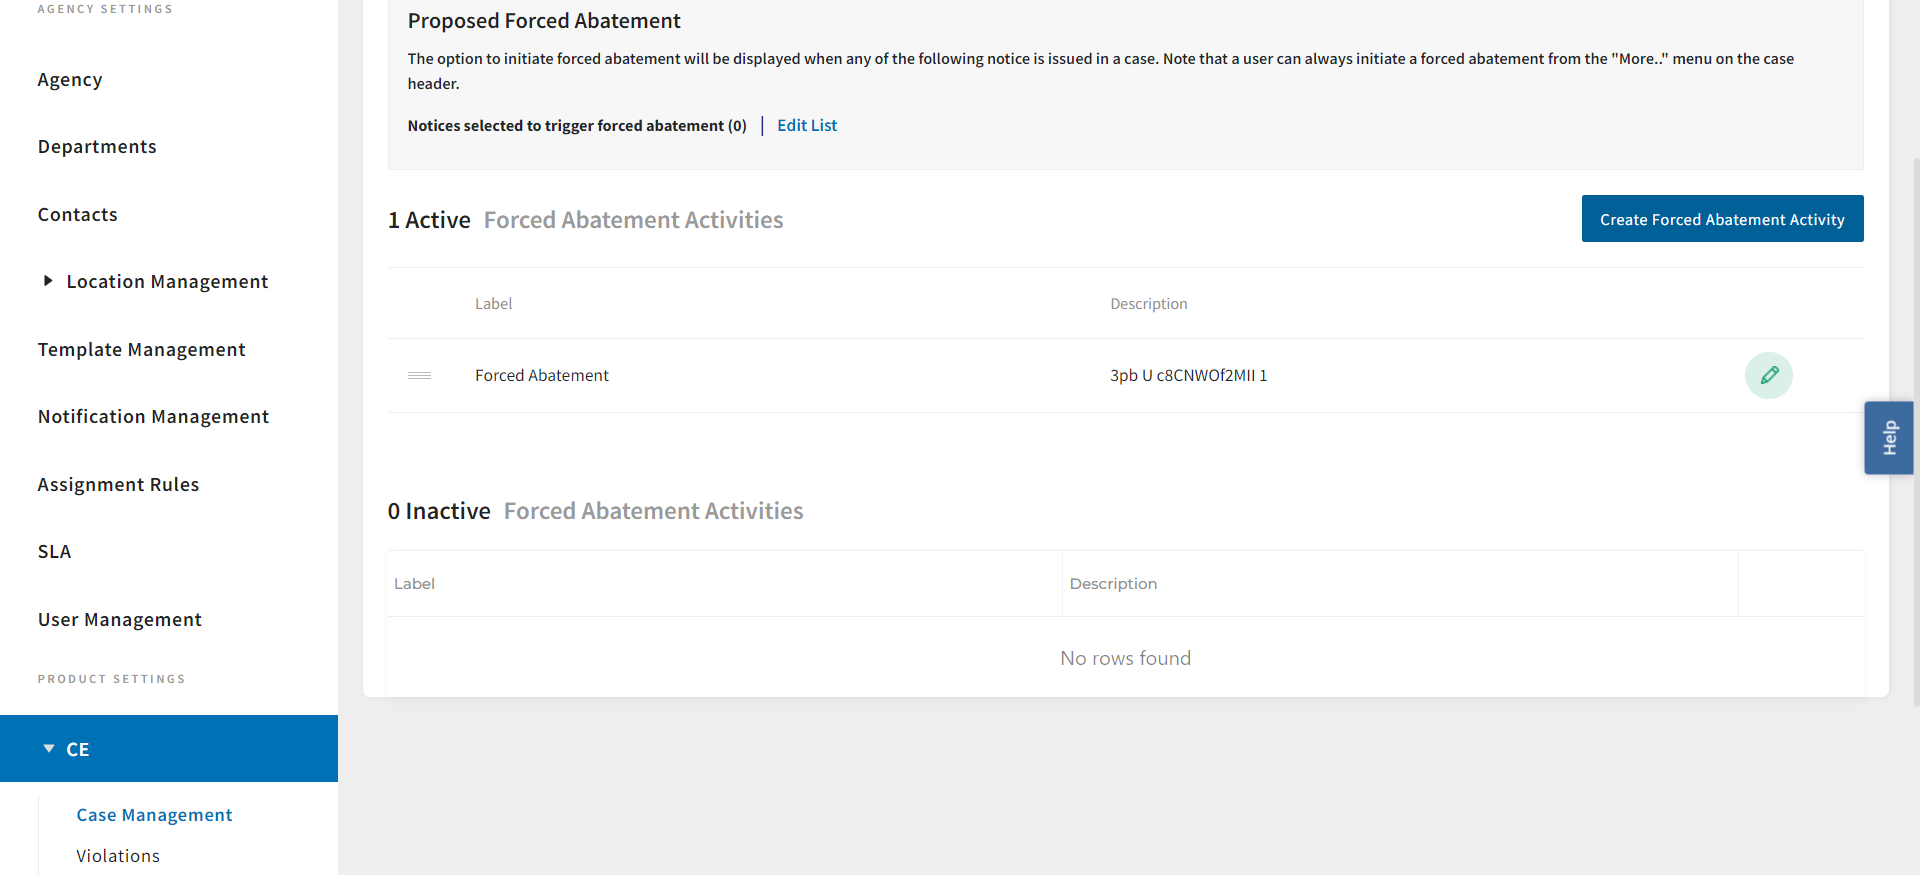 AGENCY SETTINGS
Agency
Departments
Contacts
Location Management
Template Management
Notification Management
Assignment Rules
SLA
User Management
PRODUCT SETTINGS
CE
Case Management
Violations
Proposed Forced Abatement
The option to initiate forced abatement will be displayed when any of the following notice is issued in a case. Note that a user can always initiate a forced abatement from the "More.." menu on the case
header.
Notices selected to trigger forced abatement (0) | Edit List
1 Active Forced Abatement Activities
Create Forced Abatement Activity
Label Description
Forced Abatement 3pb U c8CNWOf2MII 1
Help
0 Inactive Forced Abatement Activities
Label Description
No rows found